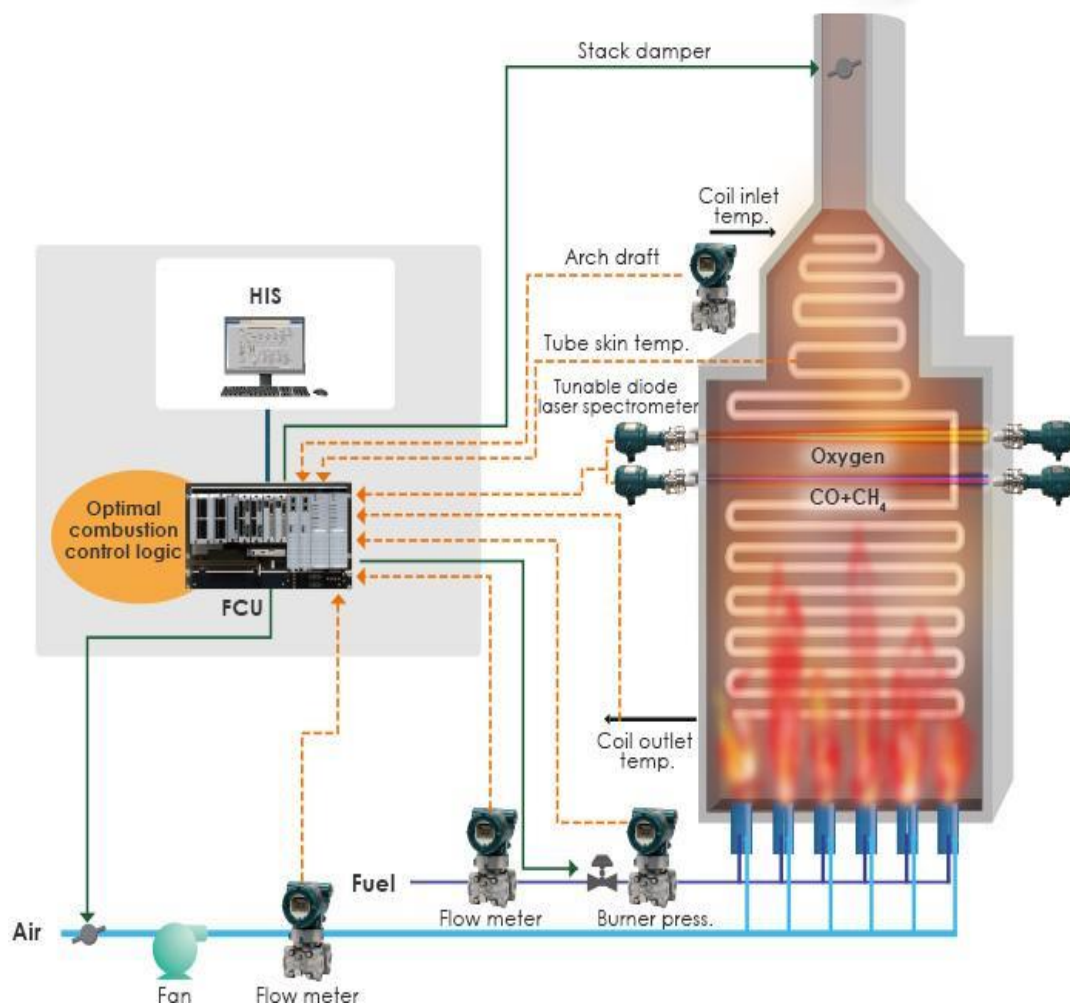 Stack damper
Coil inlet
temp.
Arch draft
HIS
Tube skin temp.
Tunable diode
laser spectrometer
Oxygen
CO+CH₄
Optimal
combustion
control logic
FCU
Coil outlet
temp.
Fuel
Flow meter
Burner press.
Air
Fan
Flow meter